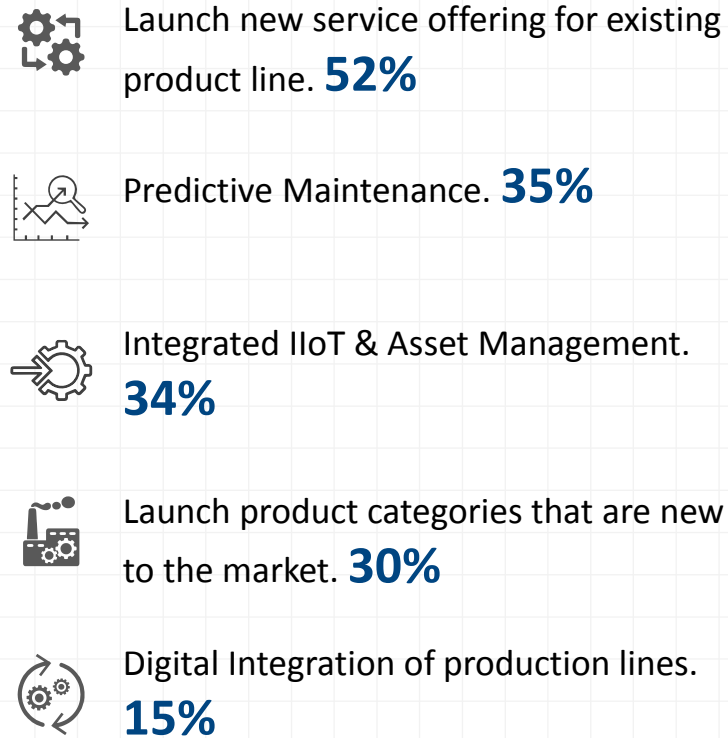 Launch new service offering for existing
product line. 52%
Predictive Maintenance. 35%
Integrated IIoT & Asset Management.
34%
Launch product categories that are new
to the market. 30%
Digital Integration of production lines.
15%